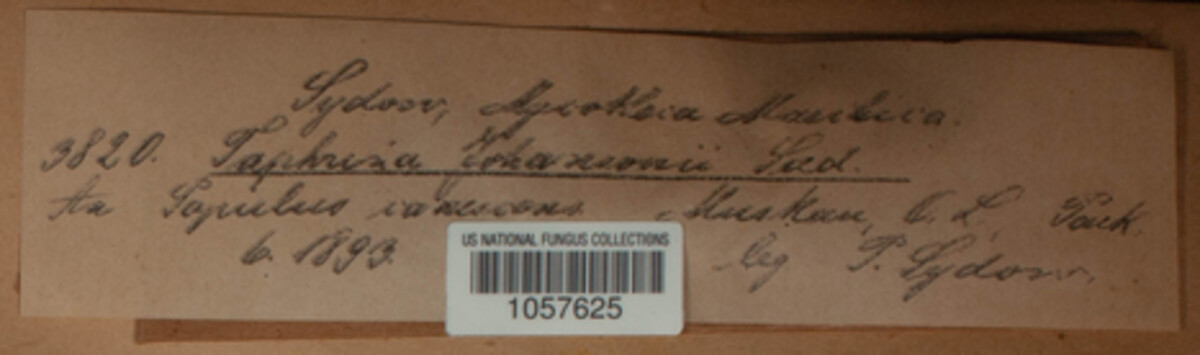 Sydow, Mycotheca Marchica.
3820. Taphrina Johansonii Sad.
An Populus canescens Muskau, O. L. Park.
6. 1893. leg P. Sydow.
US NATIONAL FUNGUS COLLECTIONS
1057625